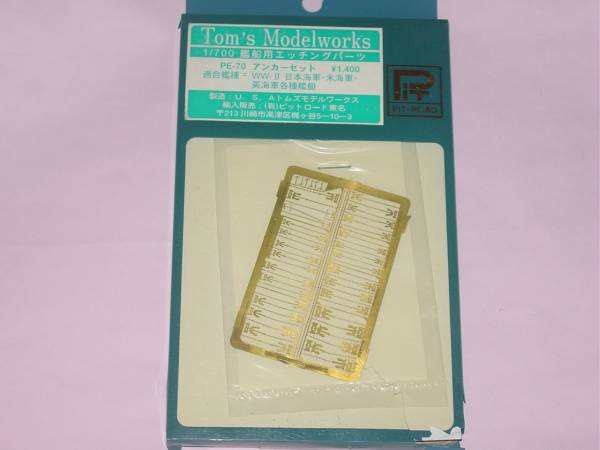 Tom's Modelworks
1/700 艦船用エッチングパーツ
PE-70 アンカーセット ¥1,400
適合艦種 = WW-Ⅱ 日本海軍・米海軍・
英海軍各種艦艇
製造:U.S.Aトムズモデルワークス
輸入販売:(有)ピットロード東名
〒213 川崎市高津区梶ヶ谷5—10—3
PIT-ROAD